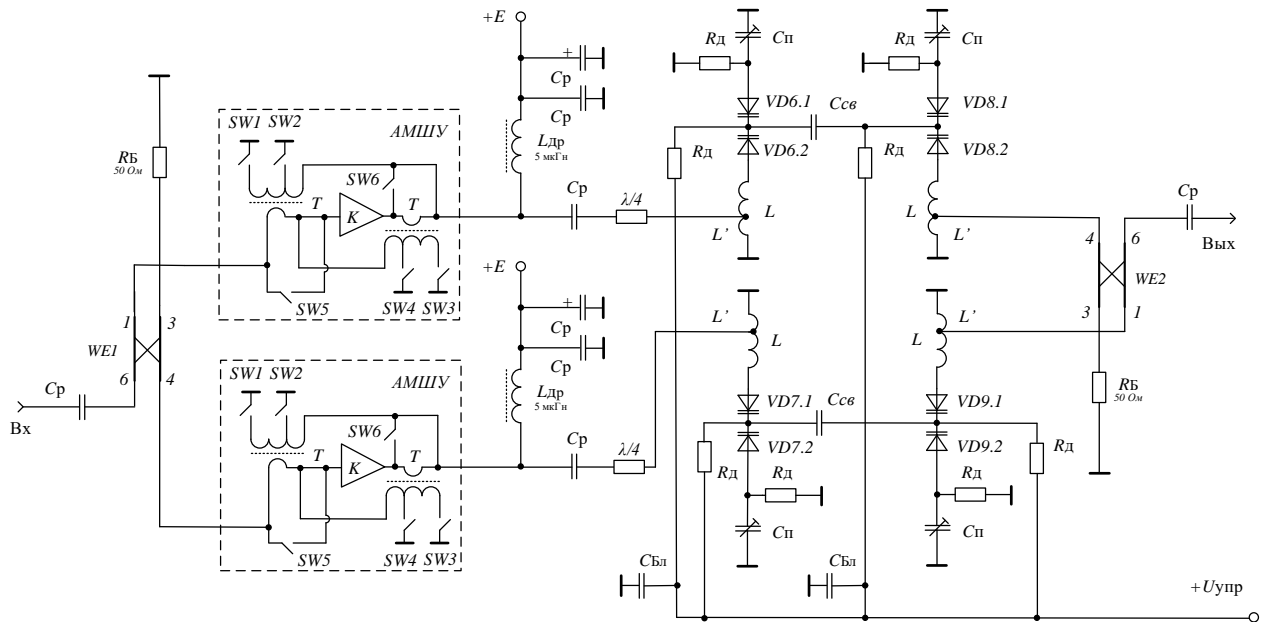 +E
Rд
Cп
Rд
Cп
Cр
Cр
SW1 SW2
АМШУ
VD6.1
Cсв
VD8.1
RБ
50 Ом
Lдр
5 мкГн
Rд
VD6.2
Rд
VD8.2
SW6
T
K
T
Cр
λ/4
L
L'
L
L'
Cр
Вых
4
6
WE2
3
1
SW5
SW4 SW3
+E
1
3
WE1
6
4
Cр
Вх
Cр
Cр
L'
L
L'
L
RБ
50 Ом
SW1 SW2
АМШУ
Lдр
5 мкГн
VD7.1
Cсв
VD9.1
SW6
T
K
T
Cр
λ/4
VD7.2
VD9.2
Rд
Rд
Rд
Rд
SW5
SW4 SW3
Cп
Cп
CБл
CБл
+Uупр